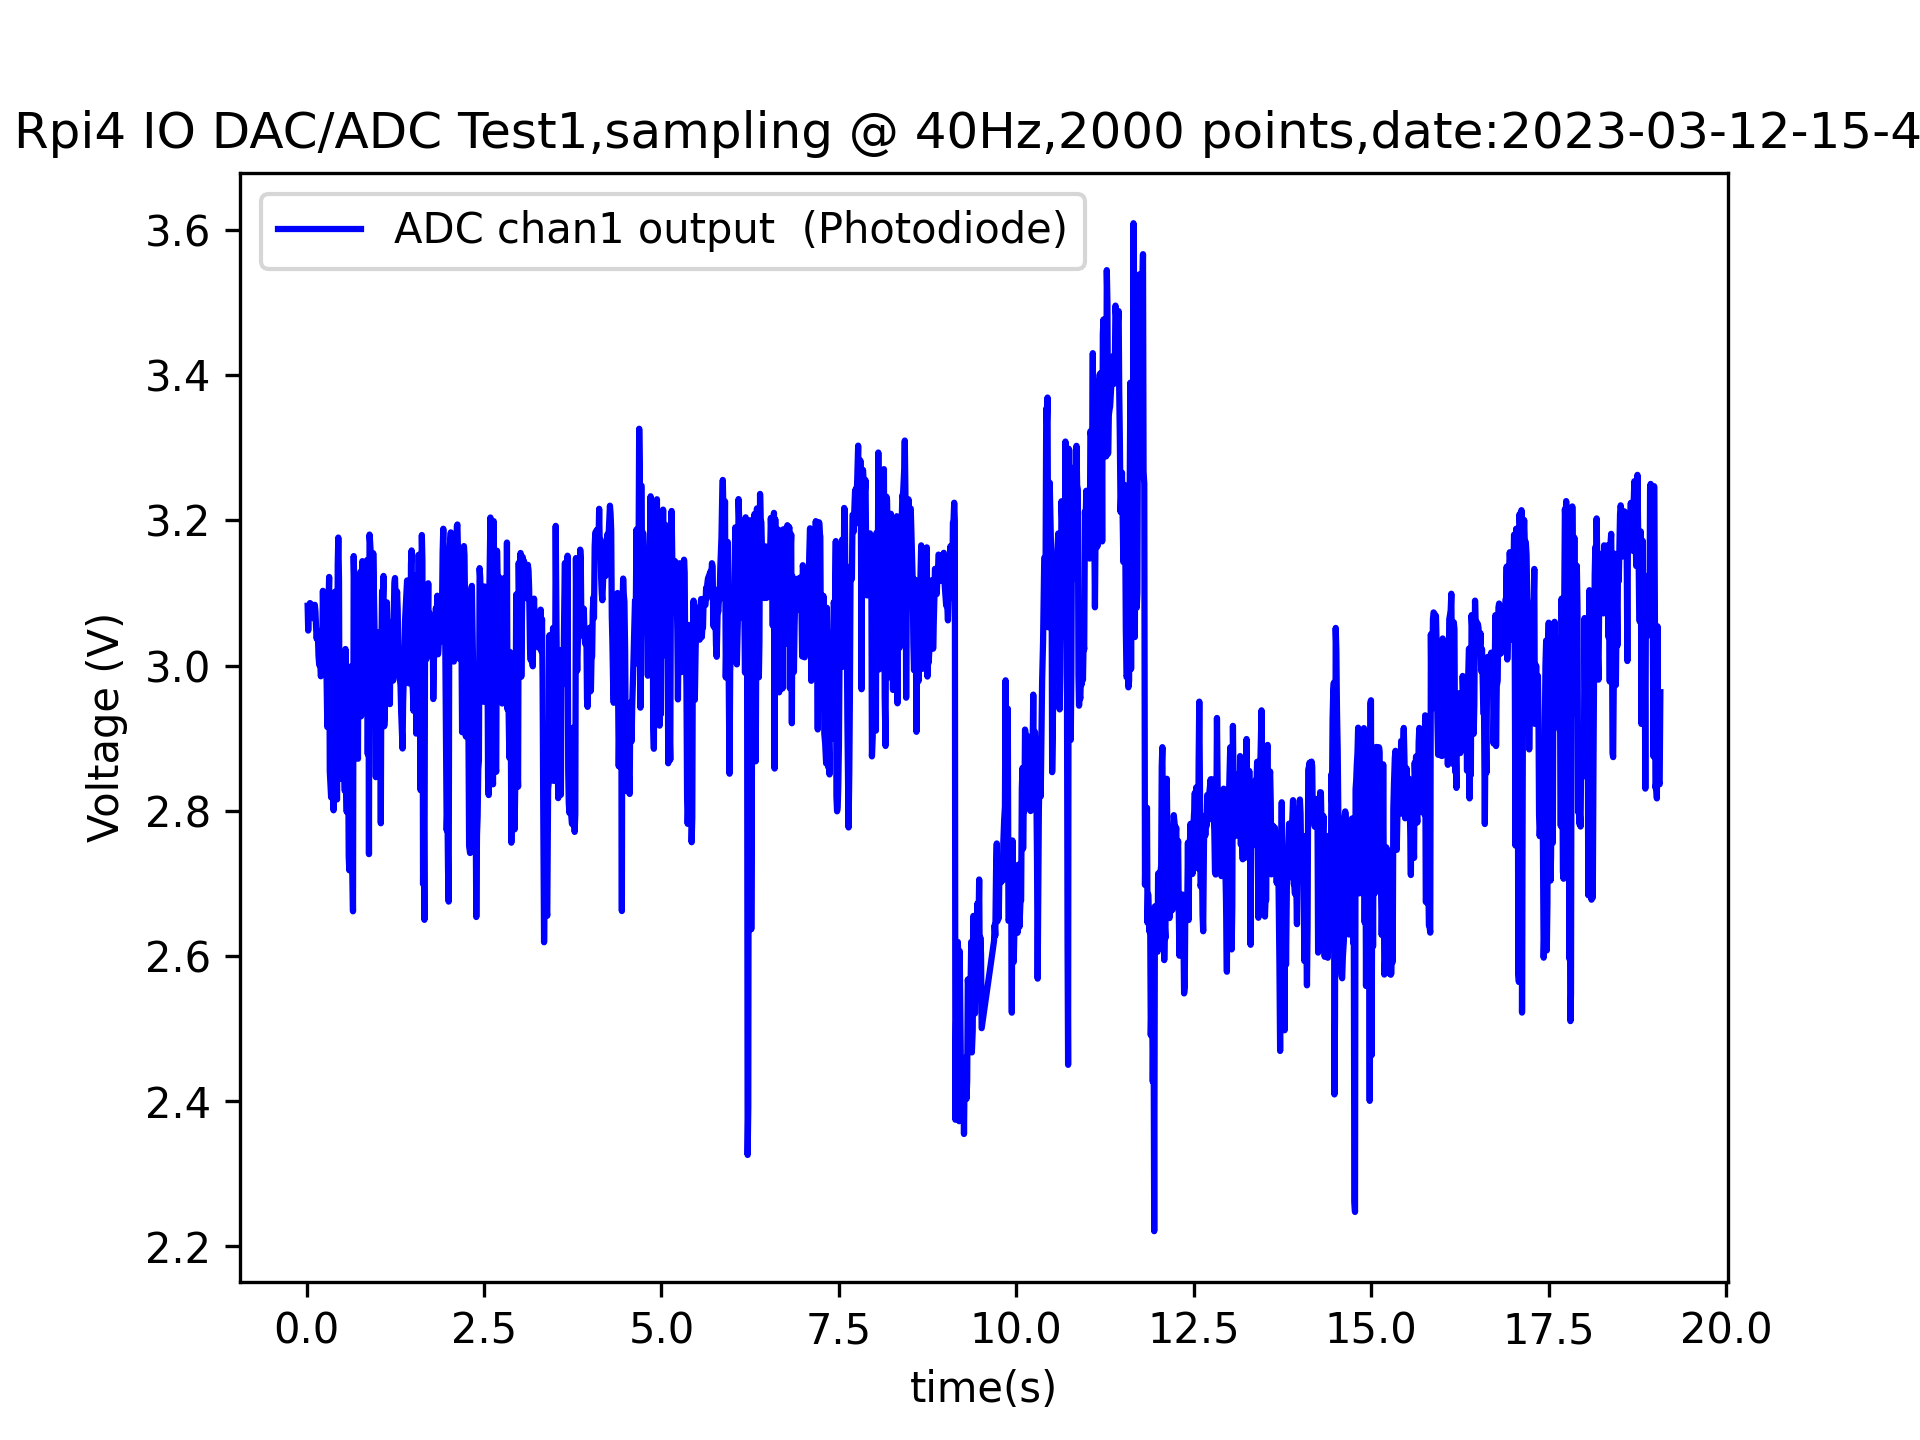 Rpi4 IO DAC/ADC Test1,sampling @ 40Hz,2000 points,date:2023-03-12-15-4
ADC chan1 output  (Photodiode)
3.6
3.4
3.2
3.0
2.8
2.6
2.4
2.2
Voltage (V)
0.0 2.5 5.0 7.5 10.0 12.5 15.0 17.5 20.0
time(s)